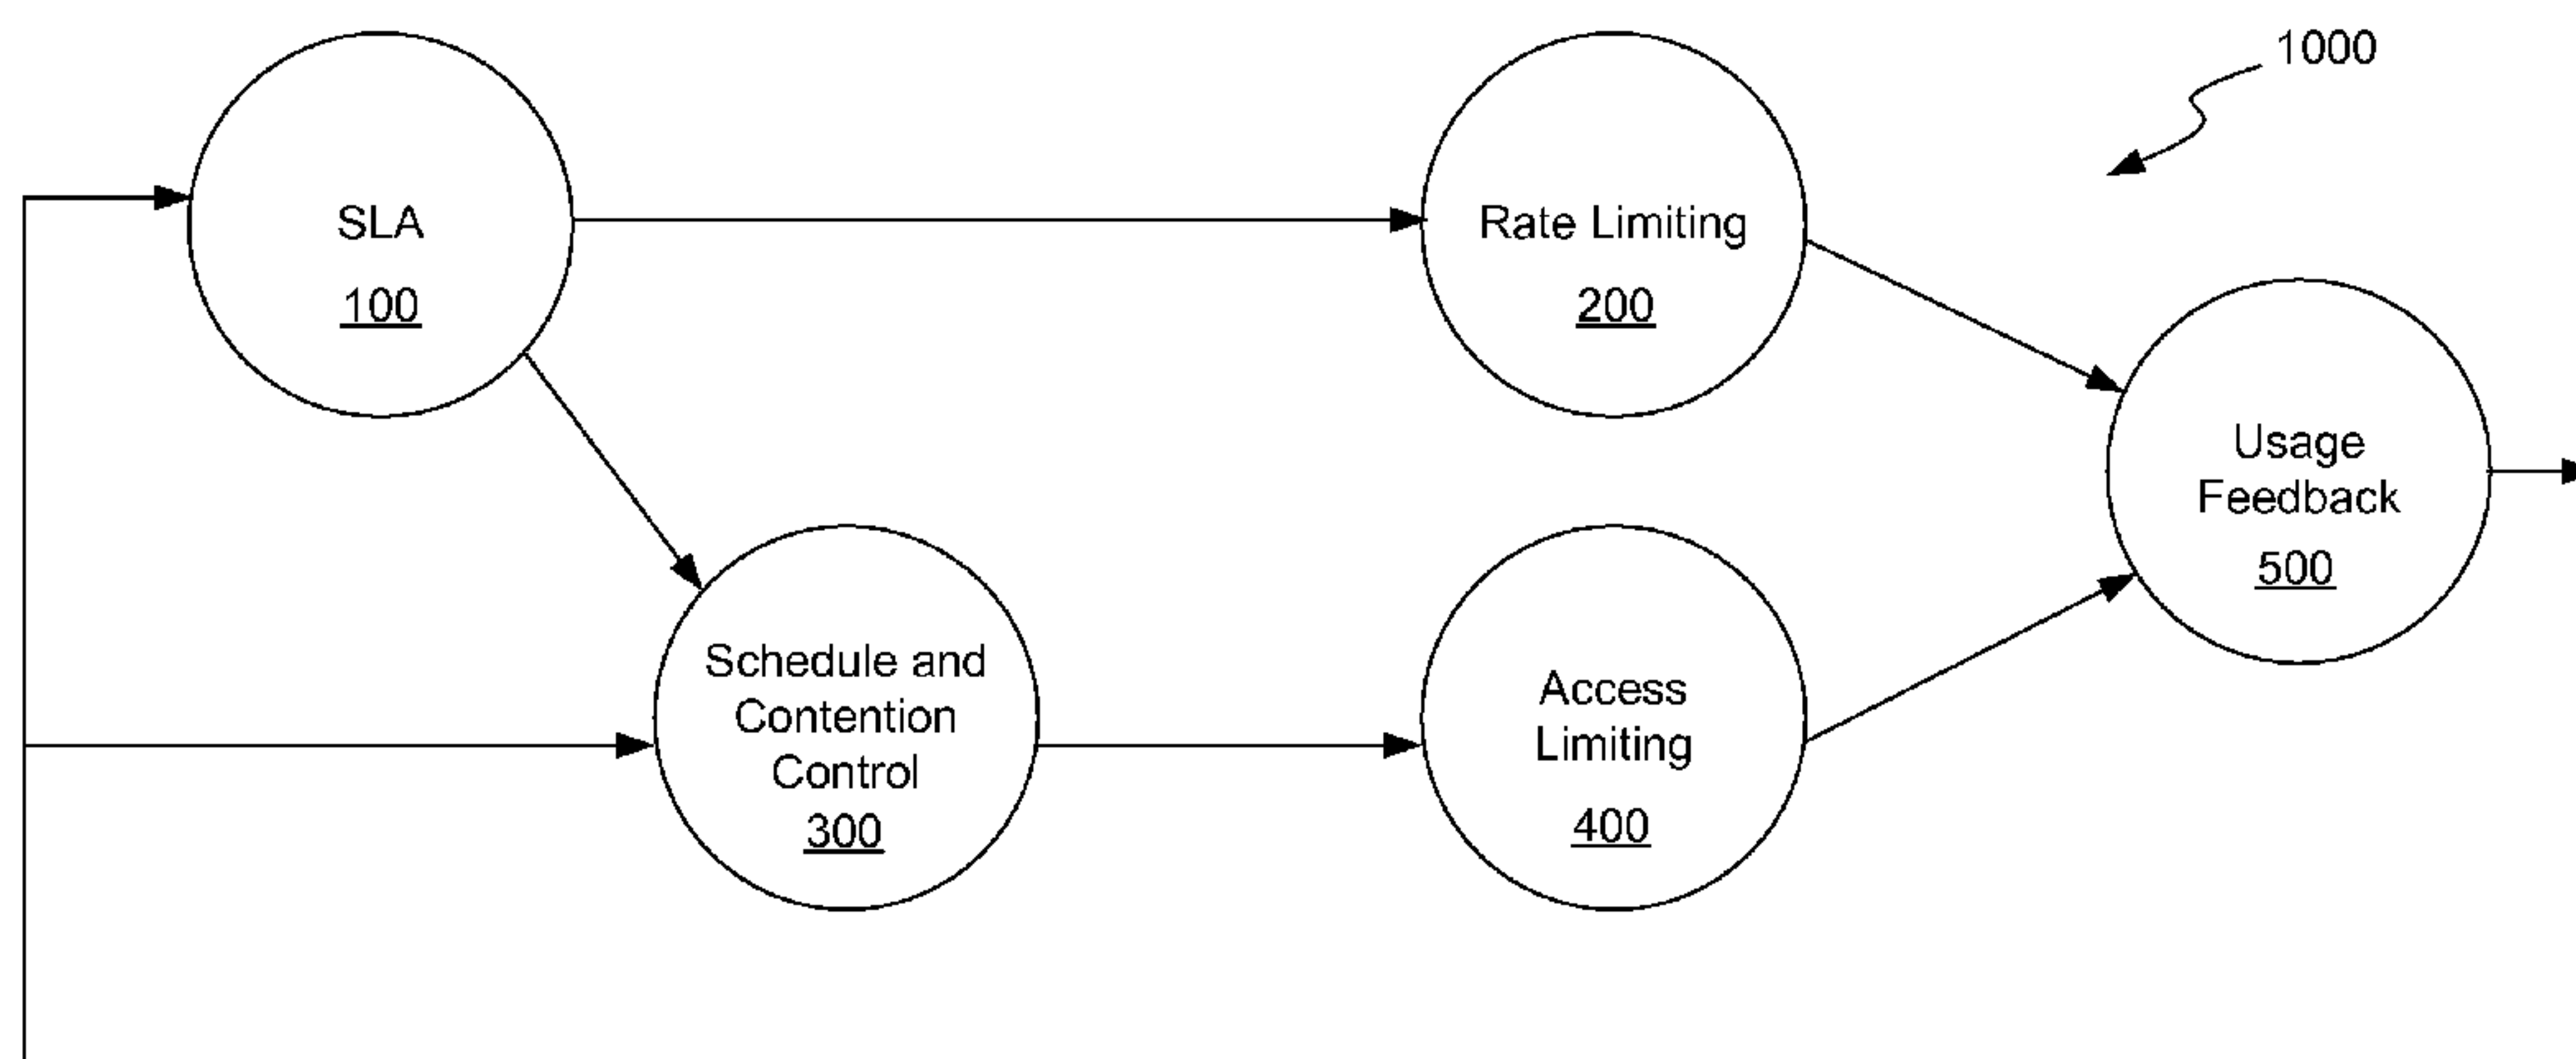 1000
SLA
100
Rate Limiting
200
Usage
Feedback
500
Schedule and
Contention
Control
300
Access
Limiting
400